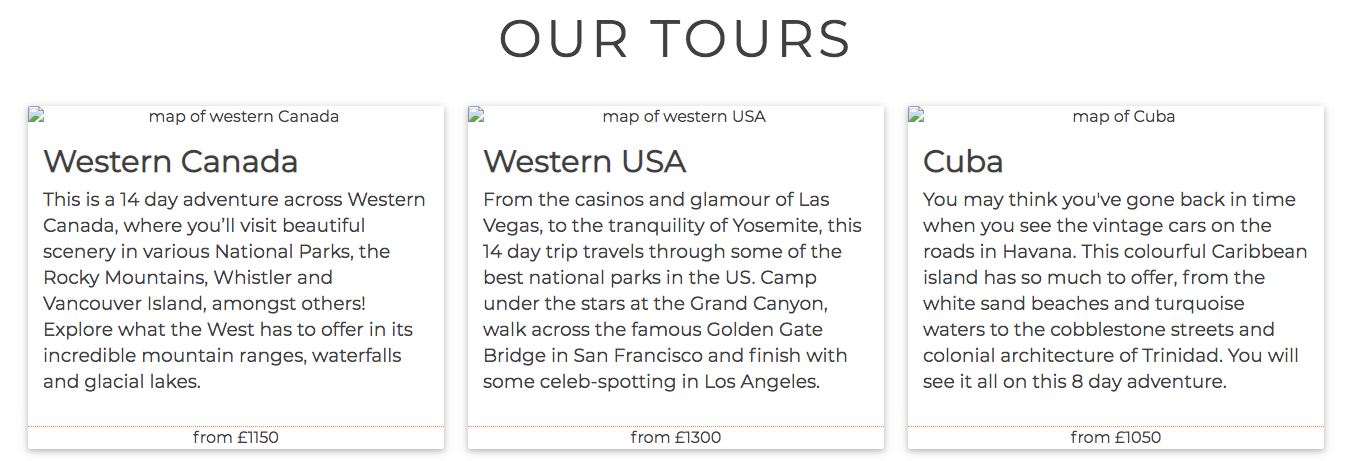 OUR TOURS
map of western Canada
Western Canada
This is a 14 day adventure across Western
Canada, where you’ll visit beautiful
scenery in various National Parks, the
Rocky Mountains, Whistler and
Vancouver Island, amongst others!
Explore what the West has to offer in its
incredible mountain ranges, waterfalls
and glacial lakes.
from £1150
map of western USA
Western USA
From the casinos and glamour of Las
Vegas, to the tranquility of Yosemite, this
14 day trip travels through some of the
best national parks in the US. Camp
under the stars at the Grand Canyon,
walk across the famous Golden Gate
Bridge in San Francisco and finish with
some celeb-spotting in Los Angeles.
from £1300
map of Cuba
Cuba
You may think you've gone back in time
when you see the vintage cars on the
roads in Havana. This colourful Caribbean
island has so much to offer, from the
white sand beaches and turquoise
waters to the cobblestone streets and
colonial architecture of Trinidad. You will
see it all on this 8 day adventure.
from £1050